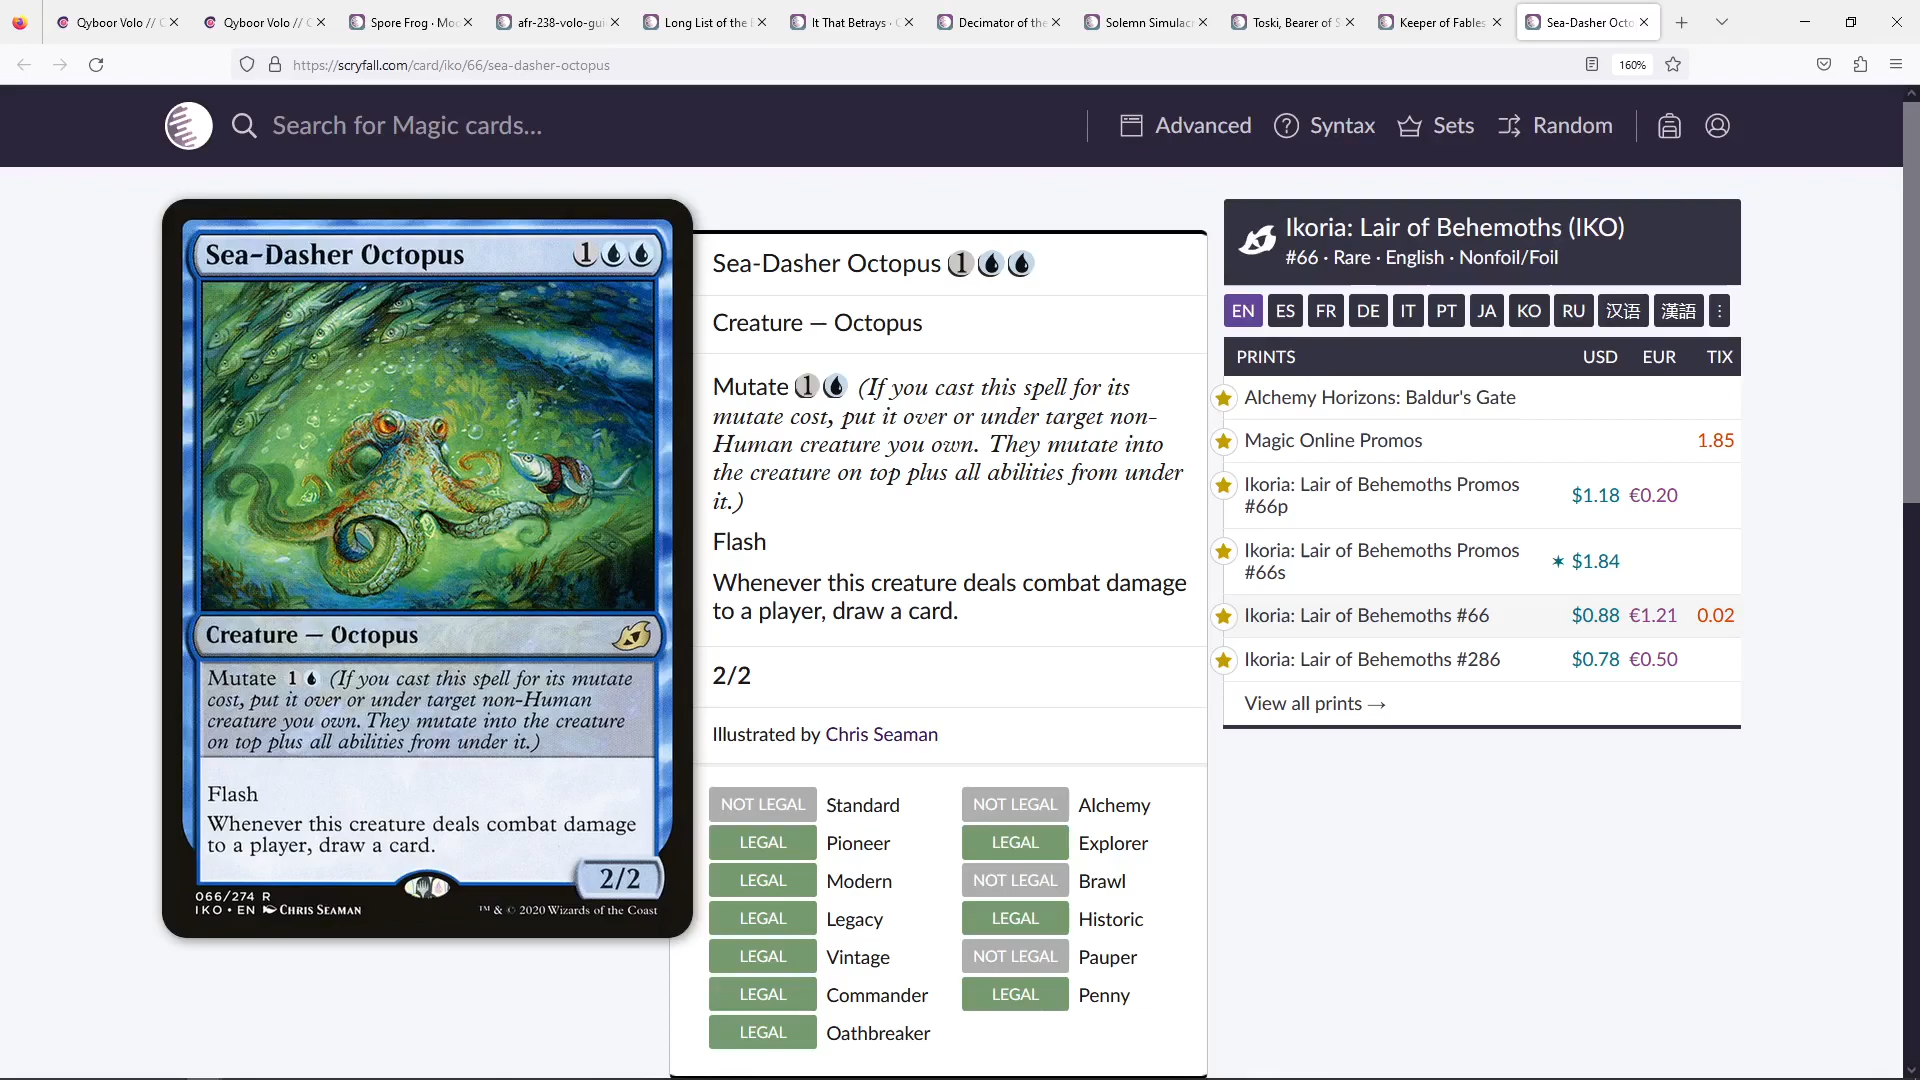 Qyboor Volo // C
Qyboor Volo // C
Spore Frog · Mo
afr-238-volo-gui
Long List of the E
It That Betrays · C
Decimator of the
Solemn Simulacr
Toski, Bearer of S
Keeper of Fables
Sea-Dasher Octo
https://scryfall.com/card/iko/66/sea-dasher-octopus
160%
Search for Magic cards...
Advanced
Syntax
Sets
Random
Sea-Dasher Octopus 1
Creature — Octopus
Mutate 1 (If you cast this spell for its mutate
cost, put it over or under target non-Human
creature you own. They mutate into the creature
on top plus all abilities from under it.)
Flash
Whenever this creature deals combat damage
to a player, draw a card.
2/2
066/274 R
IKO • EN CHRIS SEAMAN
™ & © 2020 Wizards of the Coast
Sea-Dasher Octopus 1
Creature — Octopus
Mutate 1 (If you cast this spell for its
mutate cost, put it over or under target non-
Human creature you own. They mutate into
the creature on top plus all abilities from under
it.)
Flash
Whenever this creature deals combat damage
to a player, draw a card.
2/2
Illustrated by Chris Seaman
NOT LEGAL Standard NOT LEGAL Alchemy
LEGAL Pioneer LEGAL Explorer
LEGAL Modern NOT LEGAL Brawl
LEGAL Legacy LEGAL Historic
LEGAL Vintage NOT LEGAL Pauper
LEGAL Commander LEGAL Penny
LEGAL Oathbreaker
Ikoria: Lair of Behemoths (IKO)
#66 · Rare · English · Nonfoil/Foil
EN ES FR DE IT PT JA KO RU 汉语 漢語
PRINTS USD EUR TIX
Alchemy Horizons: Baldur's Gate
Magic Online Promos 1.85
Ikoria: Lair of Behemoths Promos
#66p $1.18 €0.20
Ikoria: Lair of Behemoths Promos
#66s ✶ $1.84
Ikoria: Lair of Behemoths #66 $0.88 €1.21 0.02
Ikoria: Lair of Behemoths #286 $0.78 €0.50
View all prints →